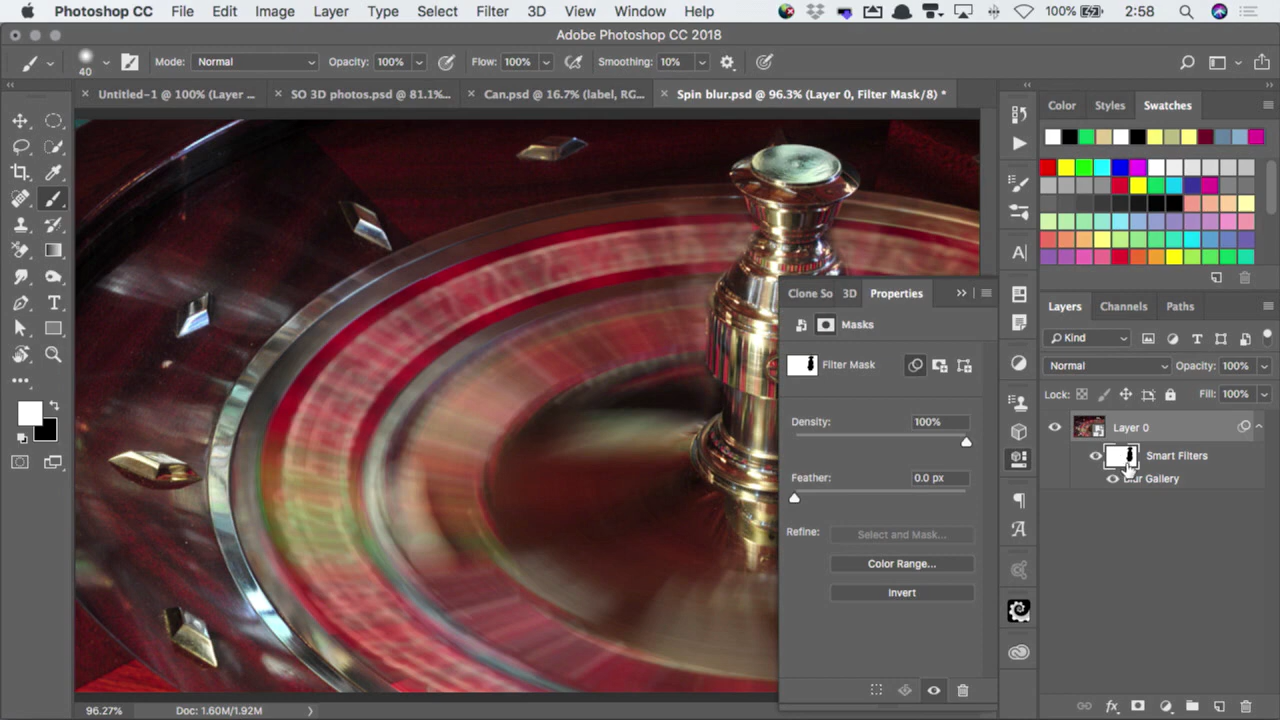 Photoshop CC File Edit Image Layer Type Select Filter 3D View Window Help 100% 2:58
Adobe Photoshop CC 2018
40 Mode: Normal Opacity: 100% Flow: 100% Smoothing: 10%
Untitled-1 @ 100% (Layer ... SO 3D photos.psd @ 81.1%... Can.psd @ 16.7% (label, RG... Spin blur.psd @ 96.3% (Layer 0, Filter Mask/8) *
Color Styles Swatches
Clone So 3D Properties
Masks
Filter Mask
Density: 100%
Feather: 0.0 px
Refine: Select and Mask...
Color Range...
Invert
Layers Channels Paths
Kind
Normal Opacity: 100%
Lock: Fill: 100%
Layer 0
Smart Filters
Blur Gallery
96.27% Doc: 1.60M/1.92M